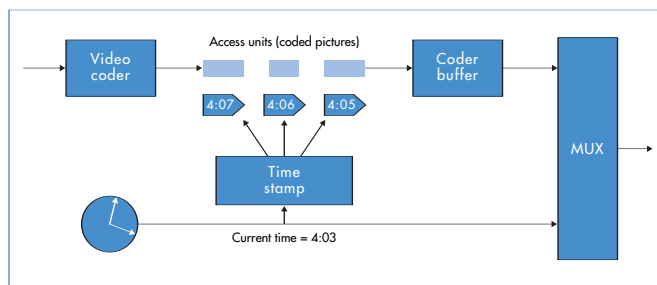 Access units (coded pictures)
Video
coder
Coder
buffer
4:07
4:06
4:05
MUX
Time
stamp
Current time = 4:03